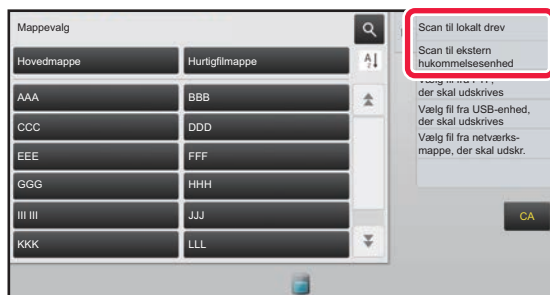 Mappevalg
Hovedmappe
Hurtigfilmappe
AAA
BBB
CCC
DDD
EEE
FFF
GGG
HHH
III III
JJJ
KKK
LLL
Scan til lokalt drev
Scan til ekstern
hukommelsesenhed
der skal udskrives
Vælg fil fra USB-enhed,
der skal udskrives
Vælg fil fra netværks-
mappe, der skal udskr.
CA